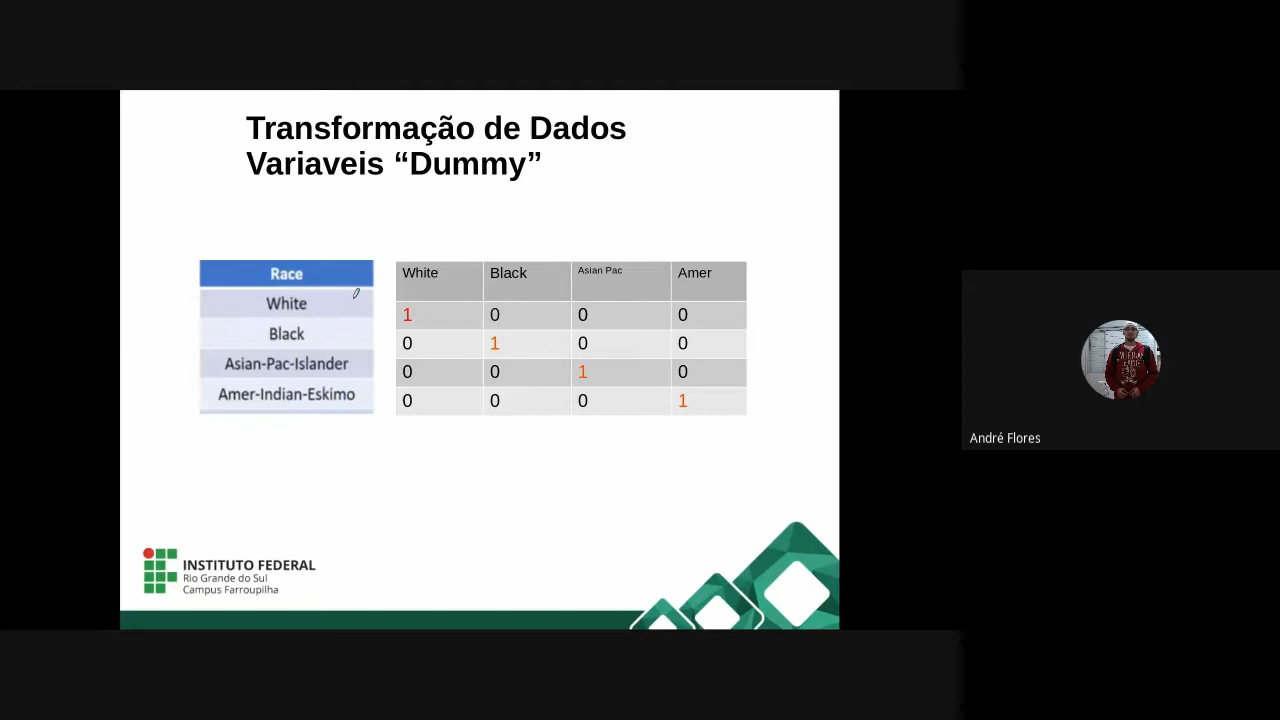 Transformação de Dados
Variaveis “Dummy”
Race
White
Black
Asian-Pac-Islander
Amer-Indian-Eskimo
White Black Asian Pac Amer
1 0 0 0
0 1 0 0
0 0 1 0
0 0 0 1
INSTITUTO FEDERAL
Rio Grande do Sul
Campus Farroupilha
André Flores